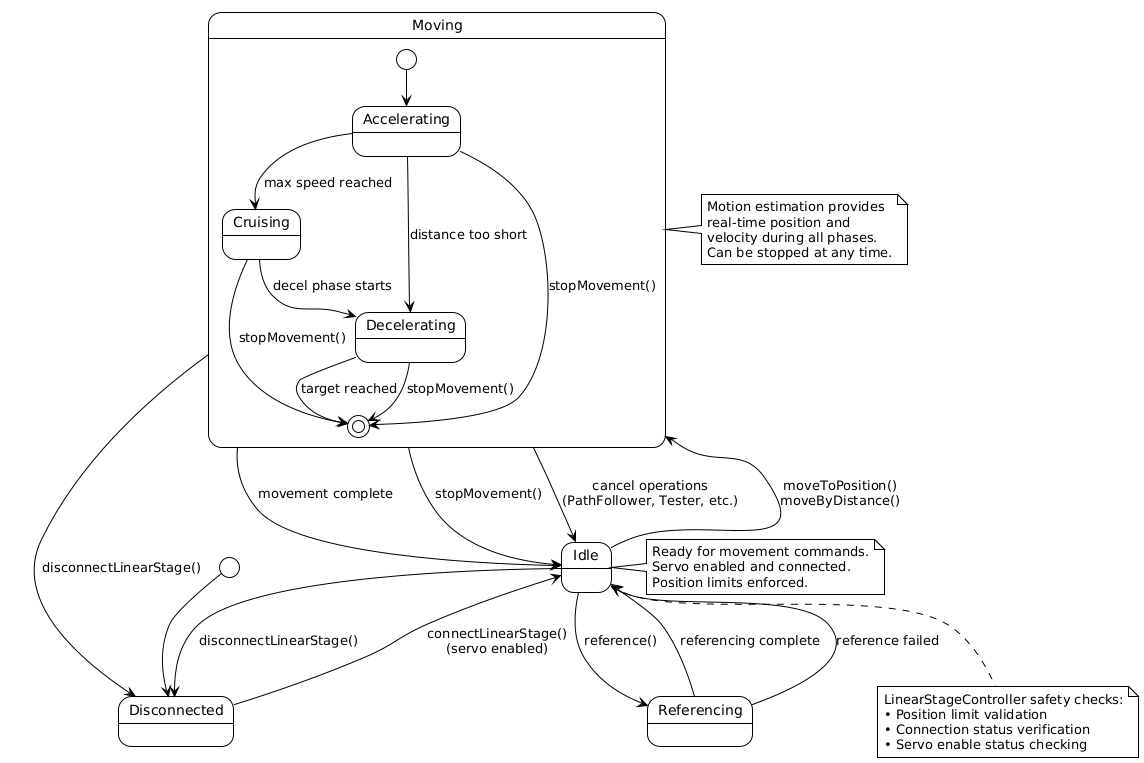 Moving
Accelerating
max speed reached
Motion estimation provides
real-time position and
velocity during all phases.
Can be stopped at any time.
Cruising
distance too short
decel phase starts
stopMovement()
Decelerating
stopMovement()
target reached
stopMovement()
movement complete
stopMovement()
cancel operations
(PathFollower, Tester, etc.)
moveToPosition()
moveByDistance()
Idle
Ready for movement commands.
Servo enabled and connected.
Position limits enforced.
disconnectLinearStage()
disconnectLinearStage()
connectLinearStage()
(servo enabled)
reference()
referencing complete
reference failed
Disconnected
Referencing
LinearStageController safety checks:
• Position limit validation
• Connection status verification
• Servo enable status checking